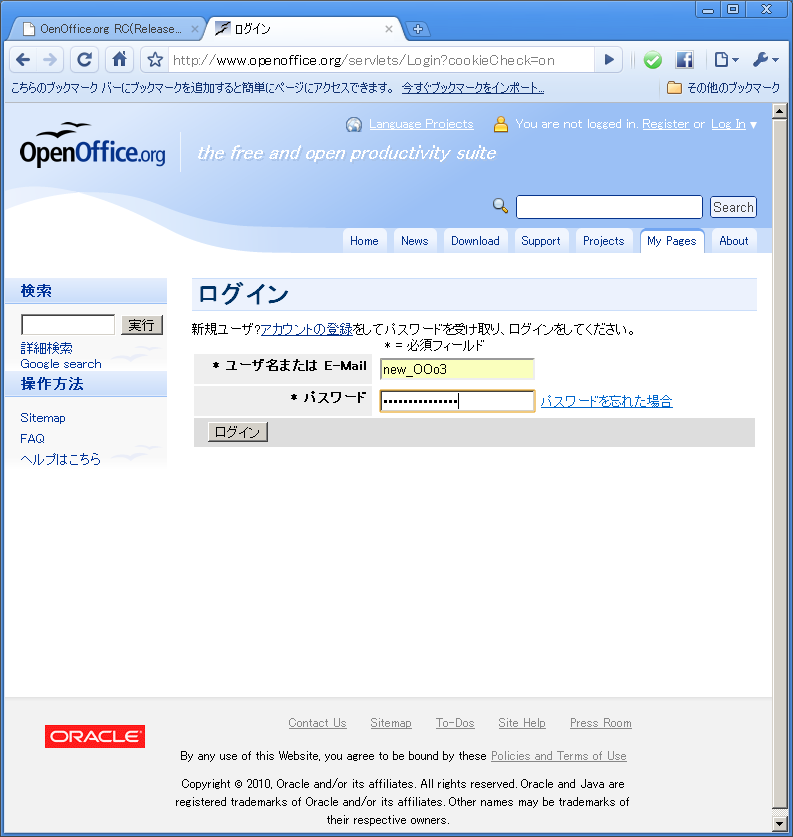 OenOffice.org RC(Release...
ログイン
http://www.openoffice.org/servlets/Login?cookieCheck=on
こちらのブックマーク バーにブックマークを追加すると簡単にページにアクセスできます。 今すぐブックマークをインポート...
その他のブックマーク
Language Projects You are not logged in. Register or Log In
OpenOffice.org the free and open productivity suite
Search
Home News Download Support Projects My Pages About
検索
実行
詳細検索
Google search
操作方法
Sitemap
FAQ
ヘルプはこちら
ログイン
新規ユーザ?アカウントの登録をしてパスワードを受け取り、ログインをしてください。
* = 必須フィールド
* ユーザ名または E-Mail new_OOo3
* パスワード •••••••••••••• パスワードを忘れた場合
ログイン
ORACLE
Contact Us Sitemap To-Dos Site Help Press Room
By any use of this Website, you agree to be bound by these Policies and Terms of Use
Copyright © 2010, Oracle and/or its affiliates. All rights reserved. Oracle and Java are
registered trademarks of Oracle and/or its affiliates. Other names may be trademarks of
their respective owners.